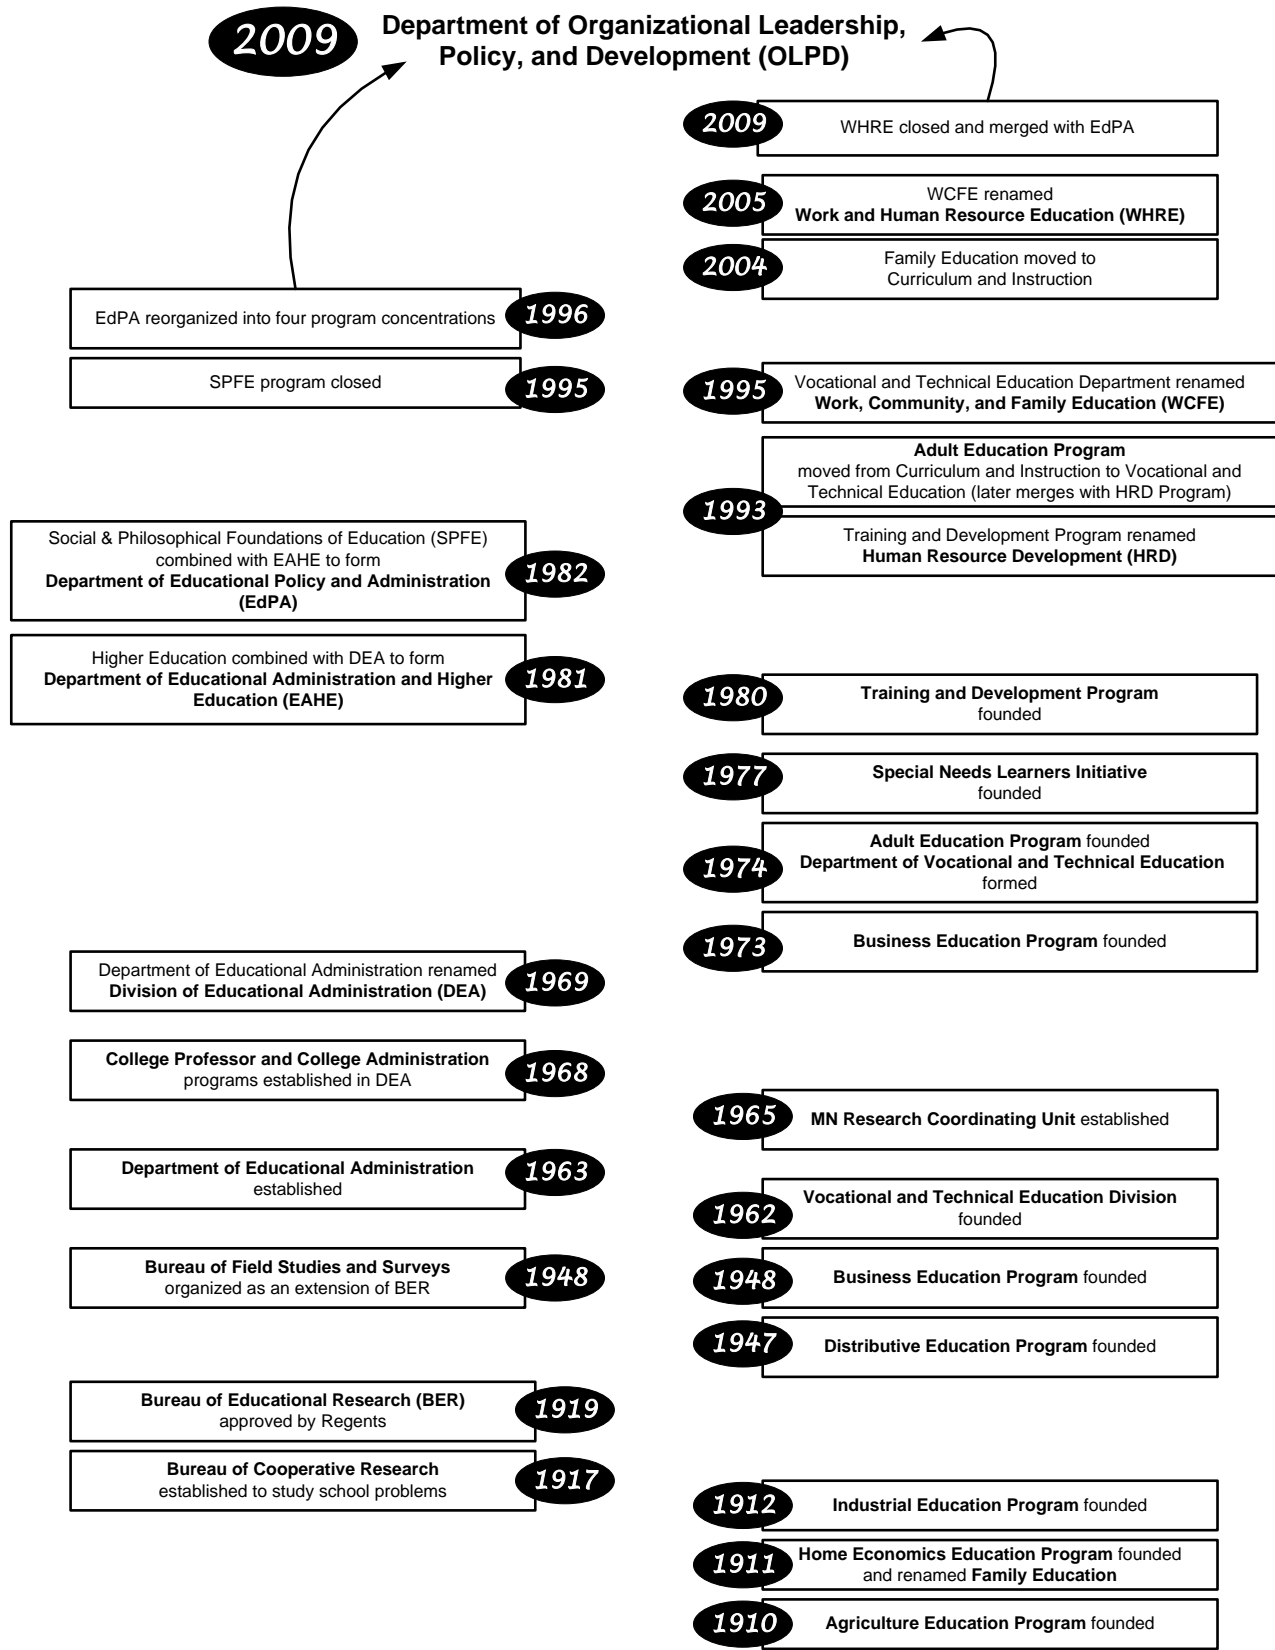 2009
Department of Organizational Leadership,
Policy, and Development (OLPD)
2009
WHRE closed and merged with EdPA
2005
WCFE renamed
Work and Human Resource Education (WHRE)
2004
Family Education moved to
Curriculum and Instruction
EdPA reorganized into four program concentrations
1996
SPFE program closed
1995
1995
Vocational and Technical Education Department renamed
Work, Community, and Family Education (WCFE)
1993
Adult Education Program
moved from Curriculum and Instruction to Vocational and
Technical Education (later merges with HRD Program)
Training and Development Program renamed
Human Resource Development (HRD)
Social & Philosophical Foundations of Education (SPFE)
combined with EAHE to form
Department of Educational Policy and Administration
(EdPA)
1982
Higher Education combined with DEA to form
Department of Educational Administration and Higher
Education (EAHE)
1981
1980
Training and Development Program
founded
1977
Special Needs Learners Initiative
founded
1974
Adult Education Program founded
Department of Vocational and Technical Education
formed
1973
Business Education Program founded
Department of Educational Administration renamed
Division of Educational Administration (DEA)
1969
College Professor and College Administration
programs established in DEA
1968
1965
MN Research Coordinating Unit established
Department of Educational Administration
established
1963
1962
Vocational and Technical Education Division
founded
Bureau of Field Studies and Surveys
organized as an extension of BER
1948
1948
Business Education Program founded
1947
Distributive Education Program founded
Bureau of Educational Research (BER)
approved by Regents
1919
Bureau of Cooperative Research
established to study school problems
1917
1912
Industrial Education Program founded
1911
Home Economics Education Program founded
and renamed Family Education
1910
Agriculture Education Program founded